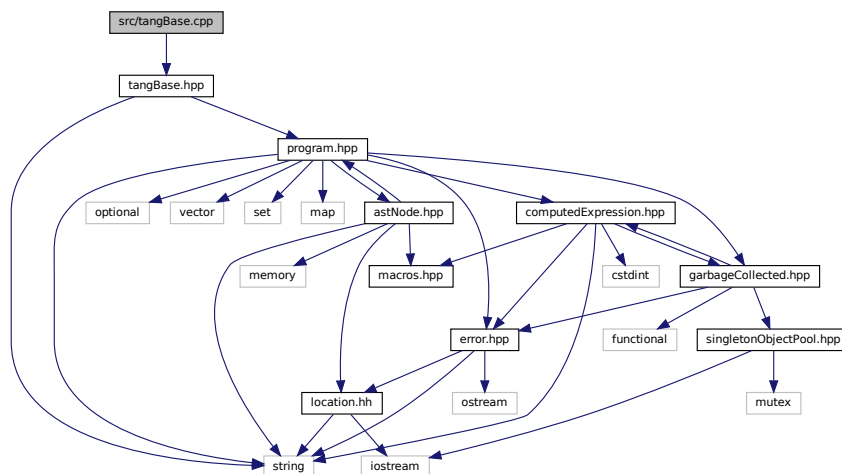 src/tangBase.cpp
tangBase.hpp
program.hpp
optional
vector
set
map
astNode.hpp
computedExpression.hpp
memory
macros.hpp
cstdint
garbageCollected.hpp
error.hpp
functional
singletonObjectPool.hpp
location.hh
ostream
mutex
string
iostream